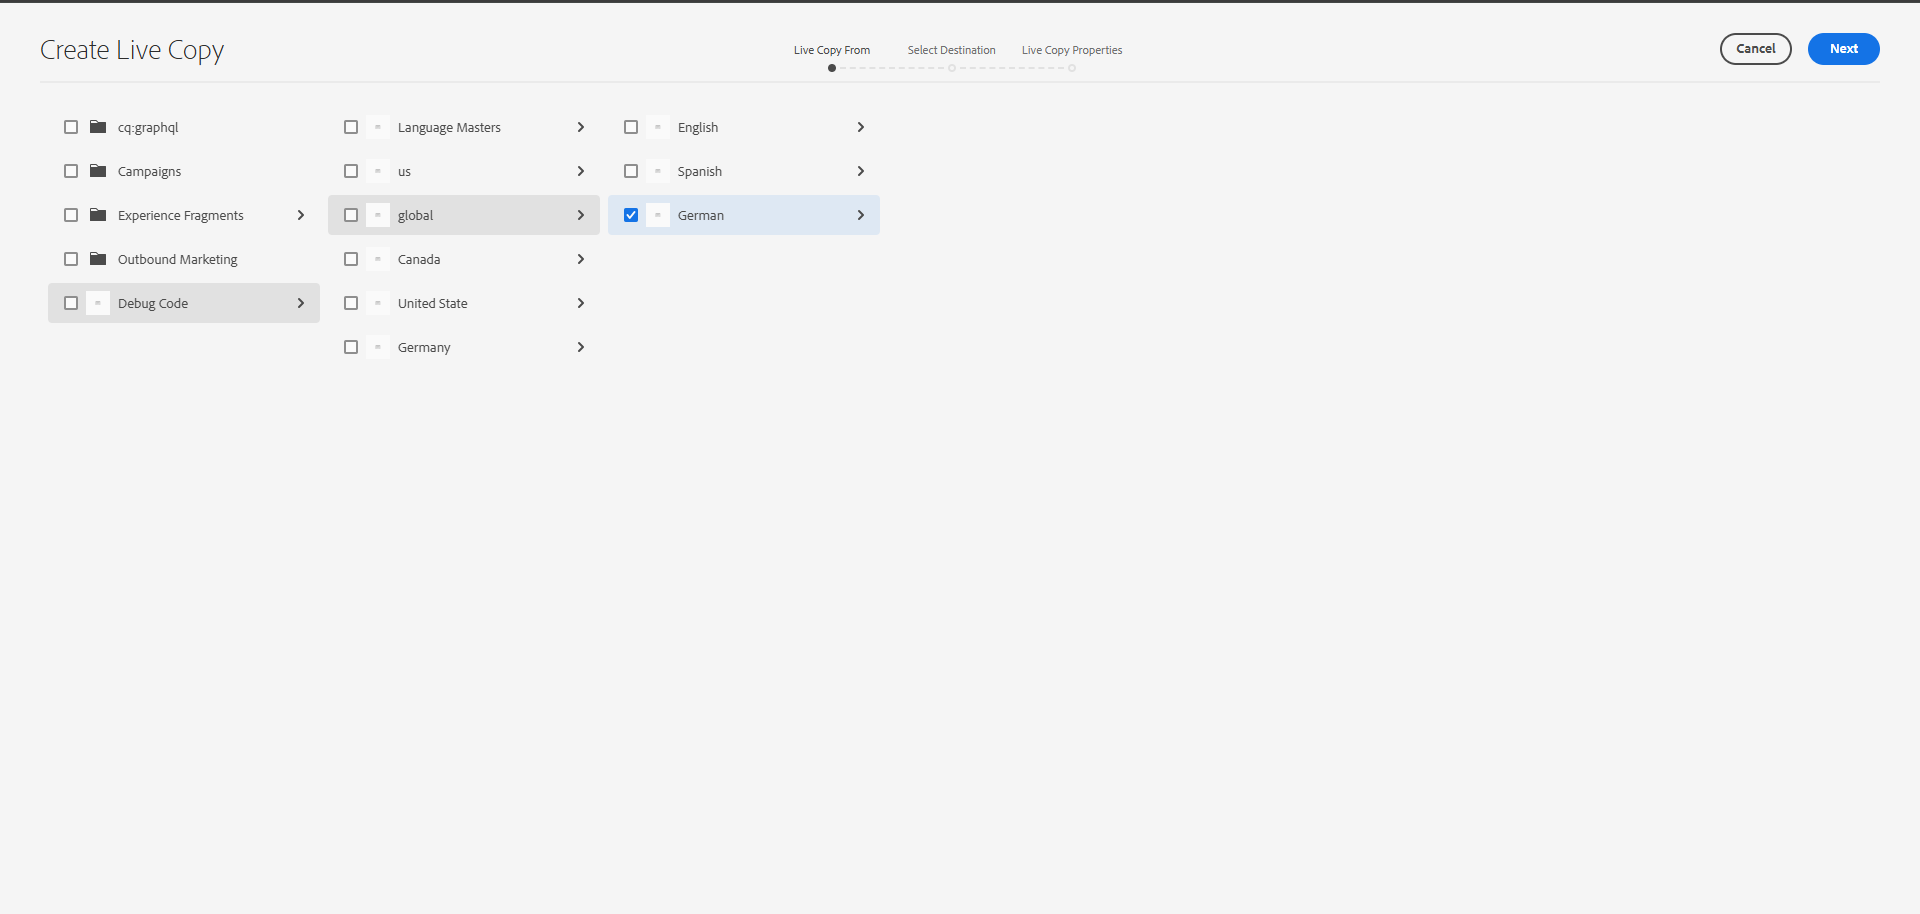 Create Live Copy
Live Copy From
Select Destination
Live Copy Properties
Cancel
Next
cq:graphql
Campaigns
Experience Fragments
Outbound Marketing
Debug Code
Language Masters
us
global
Canada
United State
Germany
English
Spanish
German